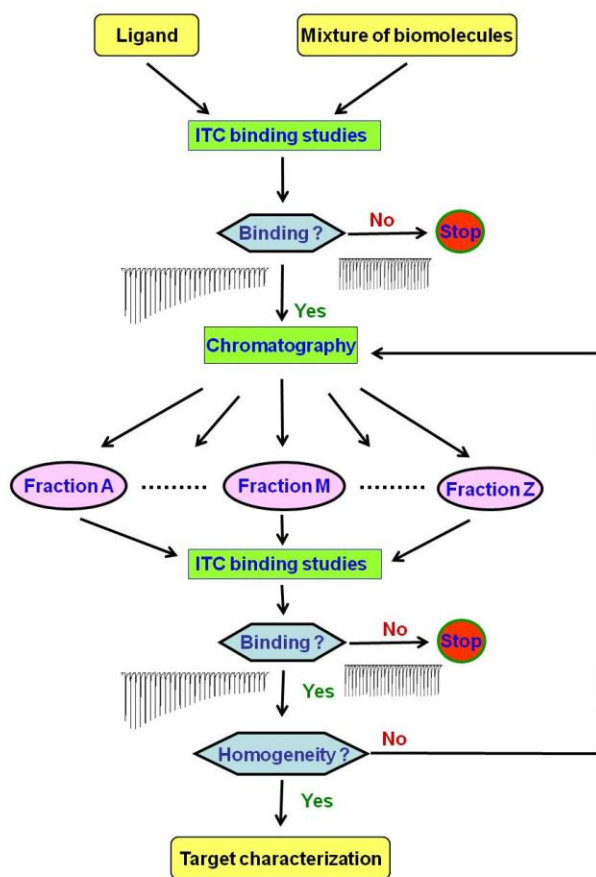 Ligand
Mixture of biomolecules
ITC binding studies
Binding ?
No
Stop
Yes
Chromatography
Fraction A
Fraction M
Fraction Z
ITC binding studies
Binding ?
No
Stop
Yes
Homogeneity ?
No
Yes
Target characterization